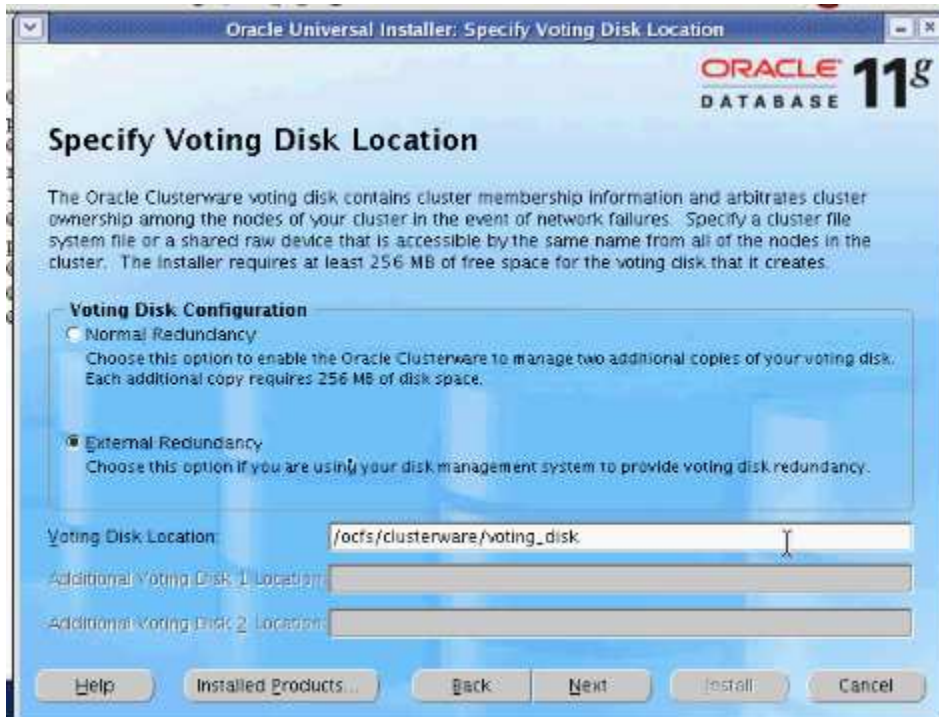 Oracle Universal Installer: Specify Voting Disk Location
ORACLE 11g
DATABASE
Specify Voting Disk Location
The Oracle Clusterware voting disk contains cluster membership information and arbitrates cluster
ownership among the nodes of your cluster in the event of network failures. Specify a cluster file
system file or a shared raw device that is accessible by the same name from all of the nodes in the
cluster. The Installer requires at least 256 MB of free space for the voting disk that it creates.
Voting Disk Configuration
Normal Redundancy
Choose this option to enable the Oracle Clusterware to manage two additional copies of your voting disk.
Each additional copy requires 256 MB of disk space.
External Redundancy
Choose this option if you are using your disk management system to provide voting disk redundancy.
Voting Disk Location: /ocfs/clusterware/voting_disk
Additional Voting Disk 1 Location:
Additional Voting Disk 2 Location:
Help Installed Products... Back Next Install Cancel